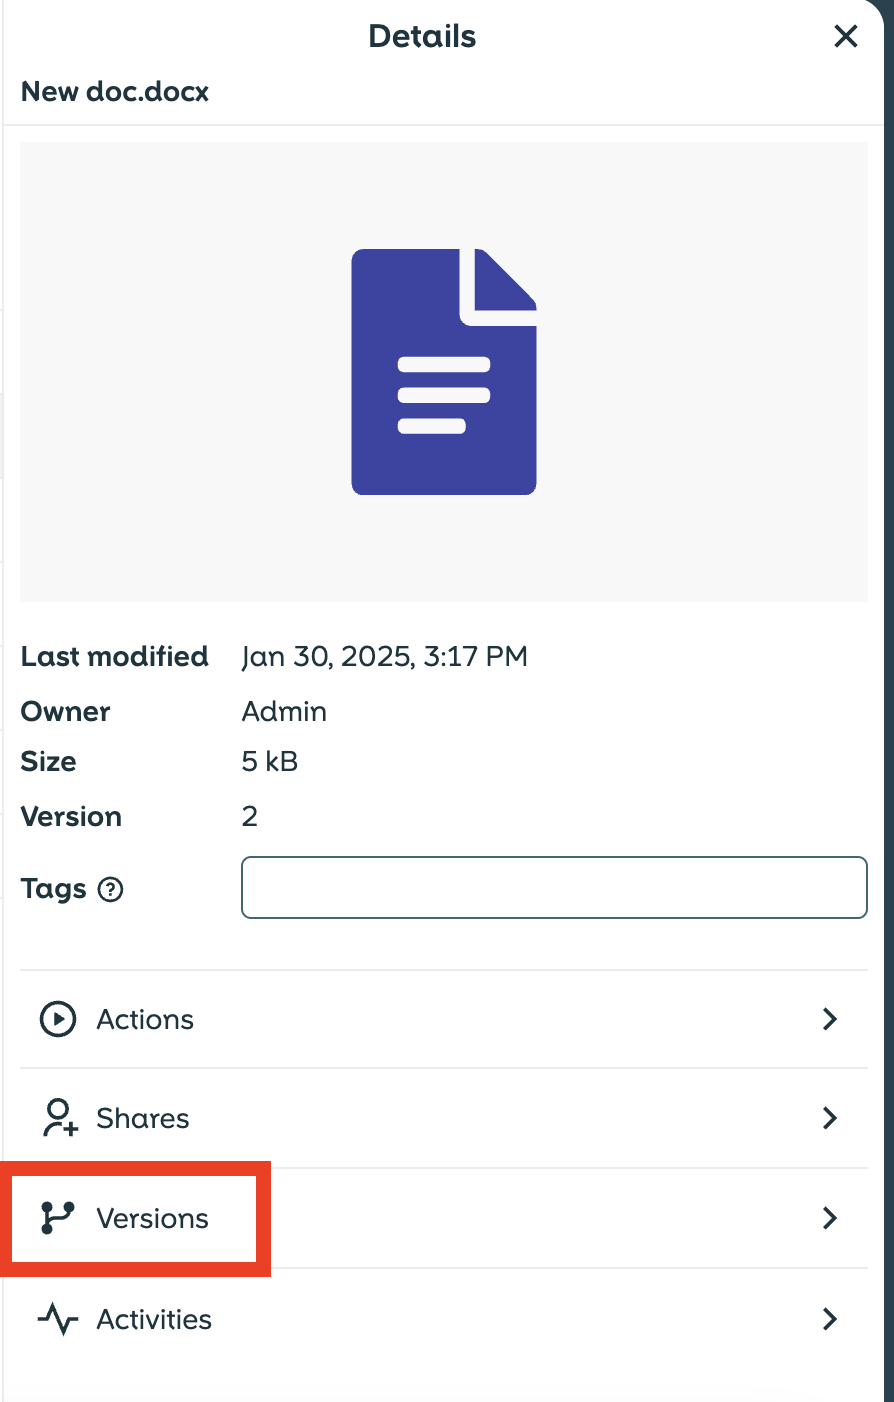 Details
New doc.docx
Last modified Jan 30, 2025, 3:17 PM
Owner Admin
Size 5 kB
Version 2
Tags ?
Actions
Shares
Versions
Activities